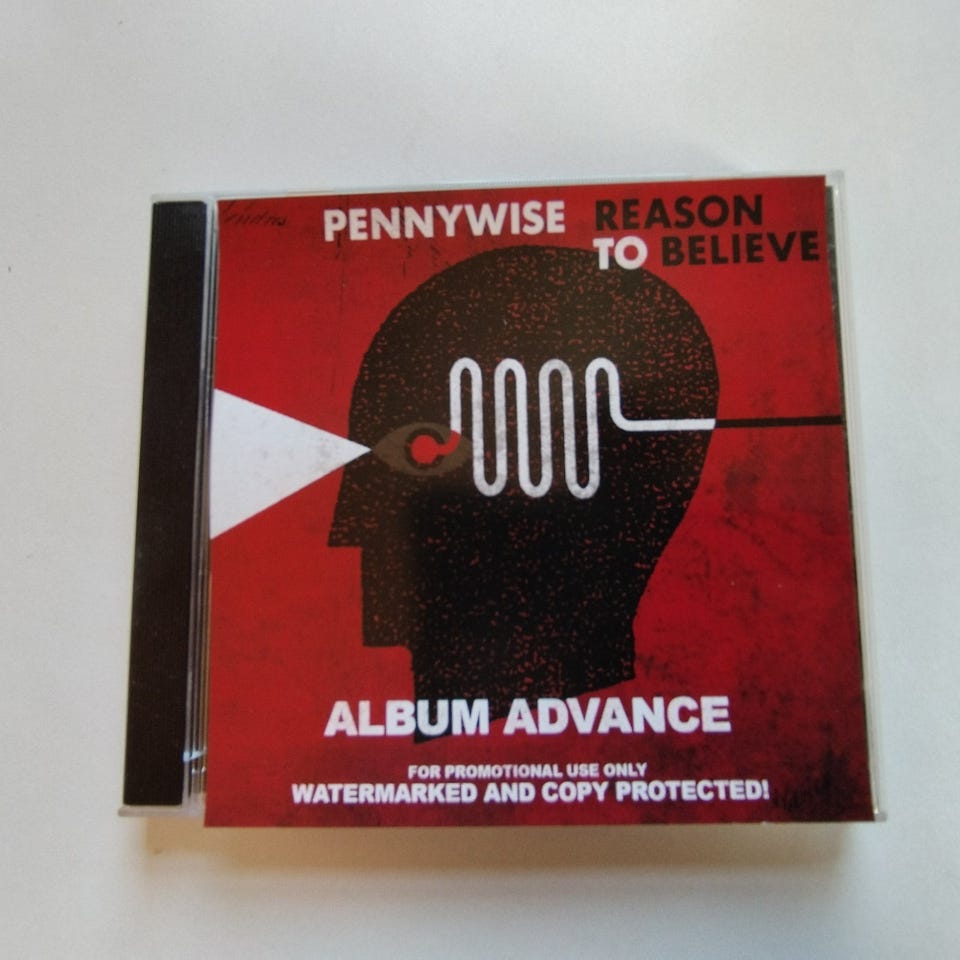 PENNYWISE REASON
TO BELIEVE
ALBUM ADVANCE
FOR PROMOTIONAL USE ONLY
WATERMARKED AND COPY PROTECTED!